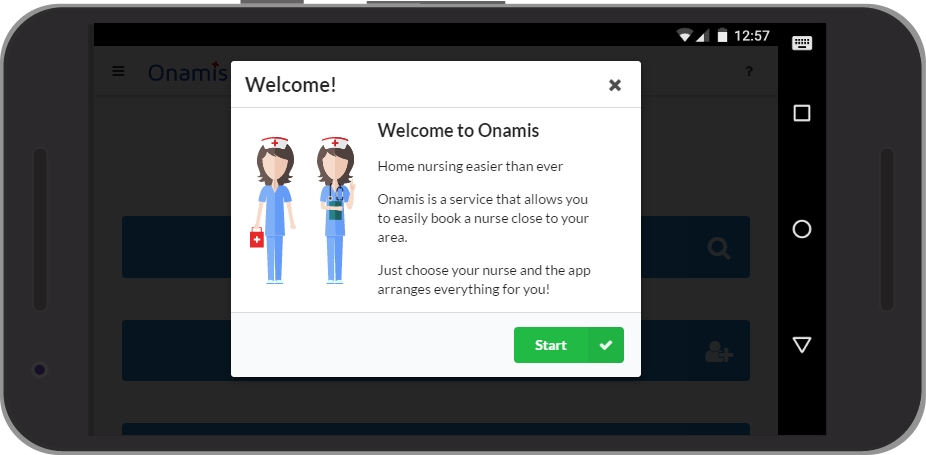 12:57
Onamis
?
Welcome!
Welcome to Onamis
Home nursing easier than ever
Onamis is a service that allows you
to easily book a nurse close to your
area.
Just choose your nurse and the app
arranges everything for you!
Start